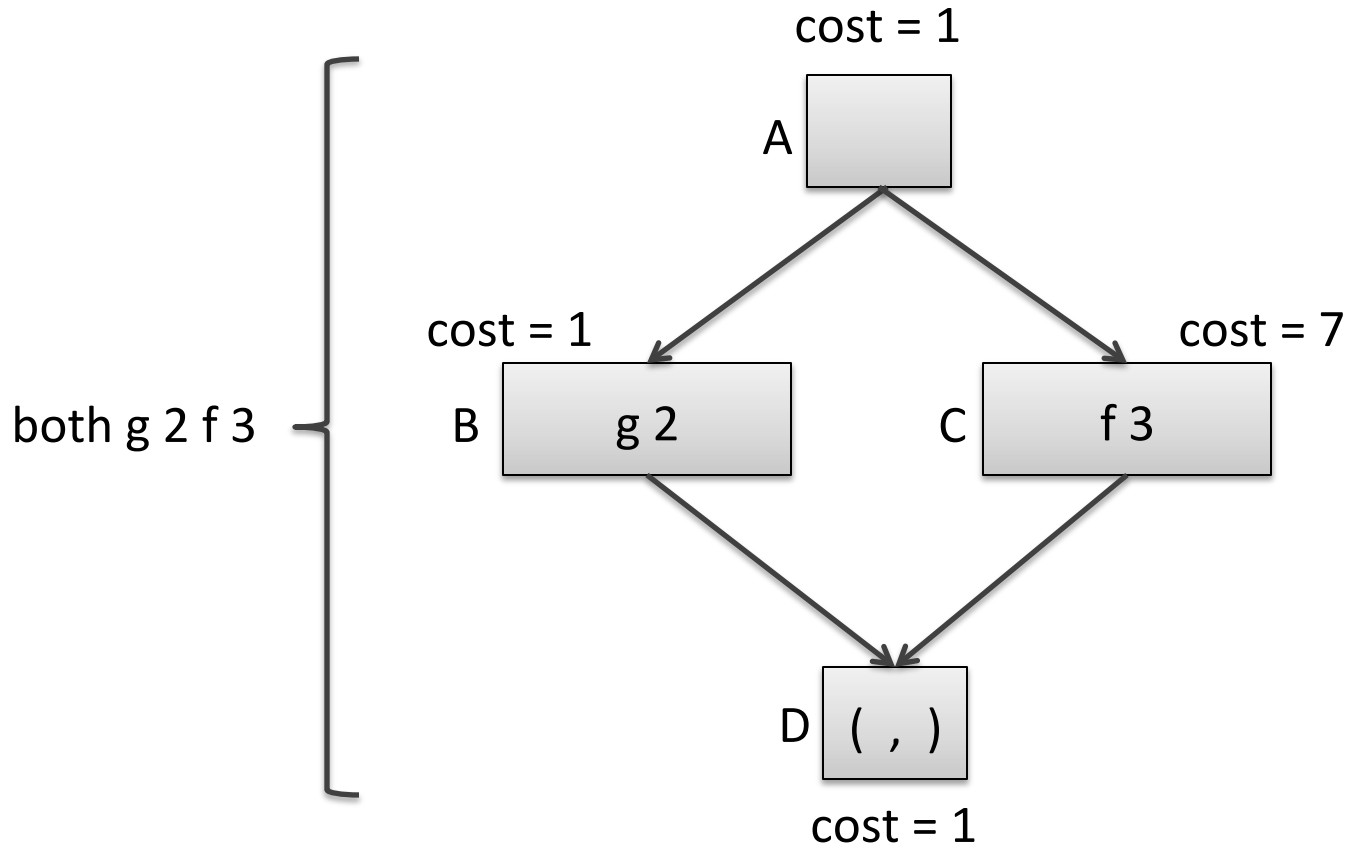 cost = 1
A
cost = 1
cost = 7
both g 2 f 3
B
g 2
C
f 3
D
( , )
cost = 1